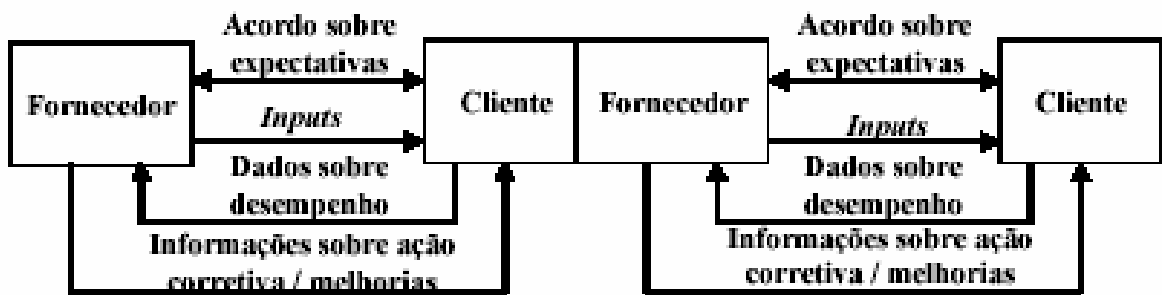 Acordo sobre
expectativas
Fornecedor
Inputs
Cliente
Dados sobre
desempenho
Informações sobre ação
corretiva / melhorias
Acordo sobre
expectativas
Fornecedor
Inputs
Cliente
Dados sobre
desempenho
Informações sobre ação
corretiva / melhorias